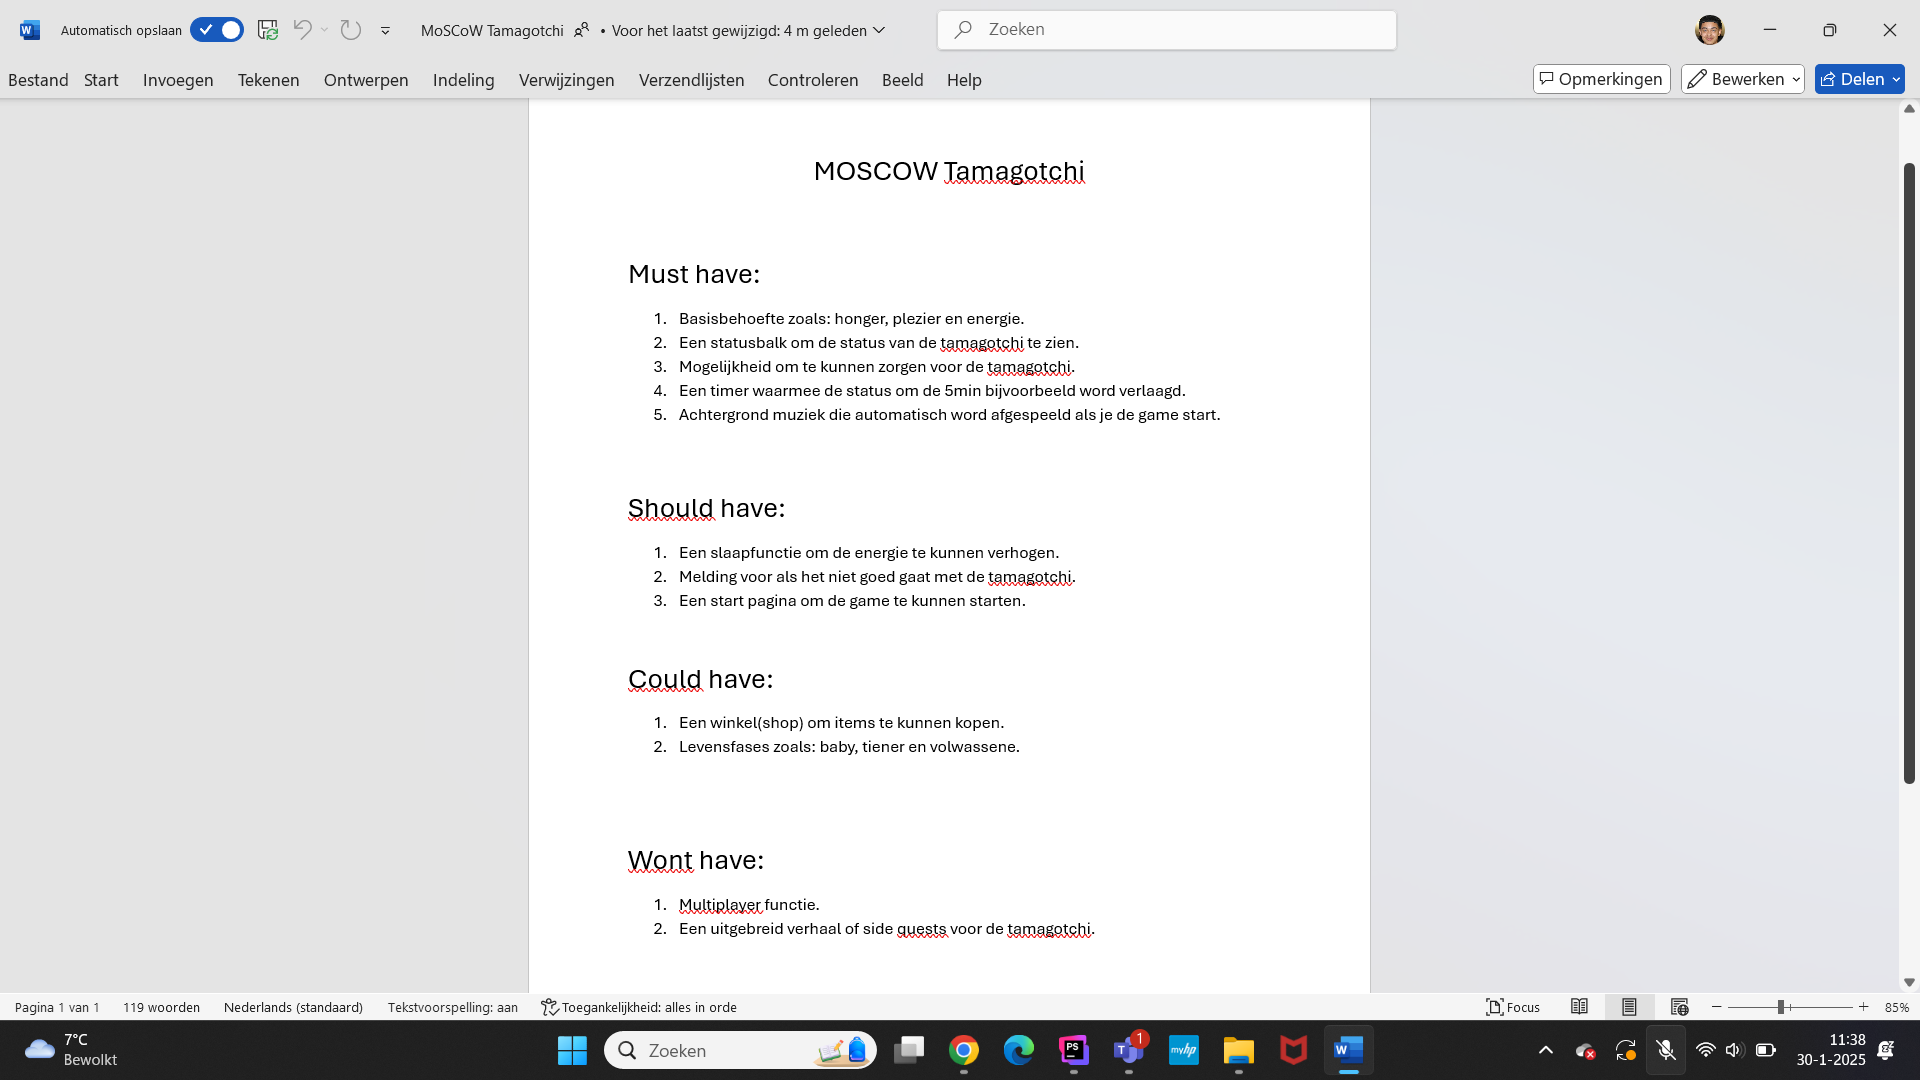 Automatisch opslaan MoSCoW Tamagotchi • Voor het laatst gewijzigd: 4 m geleden Zoeken
Bestand Start Invoegen Tekenen Ontwerpen Indeling Verwijzingen Verzendlijsten Controleren Beeld Help Opmerkingen Bewerken Delen
MOSCOW Tamagotchi
Must have:
1. Basisbehoefte zoals: honger, plezier en energie.
2. Een statusbalk om de status van de tamagotchi te zien.
3. Mogelijkheid om te kunnen zorgen voor de tamagotchi.
4. Een timer waarmee de status om de 5min bijvoorbeeld word verlaagd.
5. Achtergrond muziek die automatisch word afgespeeld als je de game start.
Should have:
1. Een slaapfunctie om de energie te kunnen verhogen.
2. Melding voor als het niet goed gaat met de tamagotchi.
3. Een start pagina om de game te kunnen starten.
Could have:
1. Een winkel(shop) om items te kunnen kopen.
2. Levensfases zoals: baby, tiener en volwassene.
Wont have:
1. Multiplayer functie.
2. Een uitgebreid verhaal of side quests voor de tamagotchi.
Pagina 1 van 1 119 woorden Nederlands (standaard) Tekstvoorspelling: aan Toegankelijkheid: alles in orde Focus 85%
7°C
Bewolkt
Zoeken
PS
T
1
myhp
W
11:38
30-1-2025